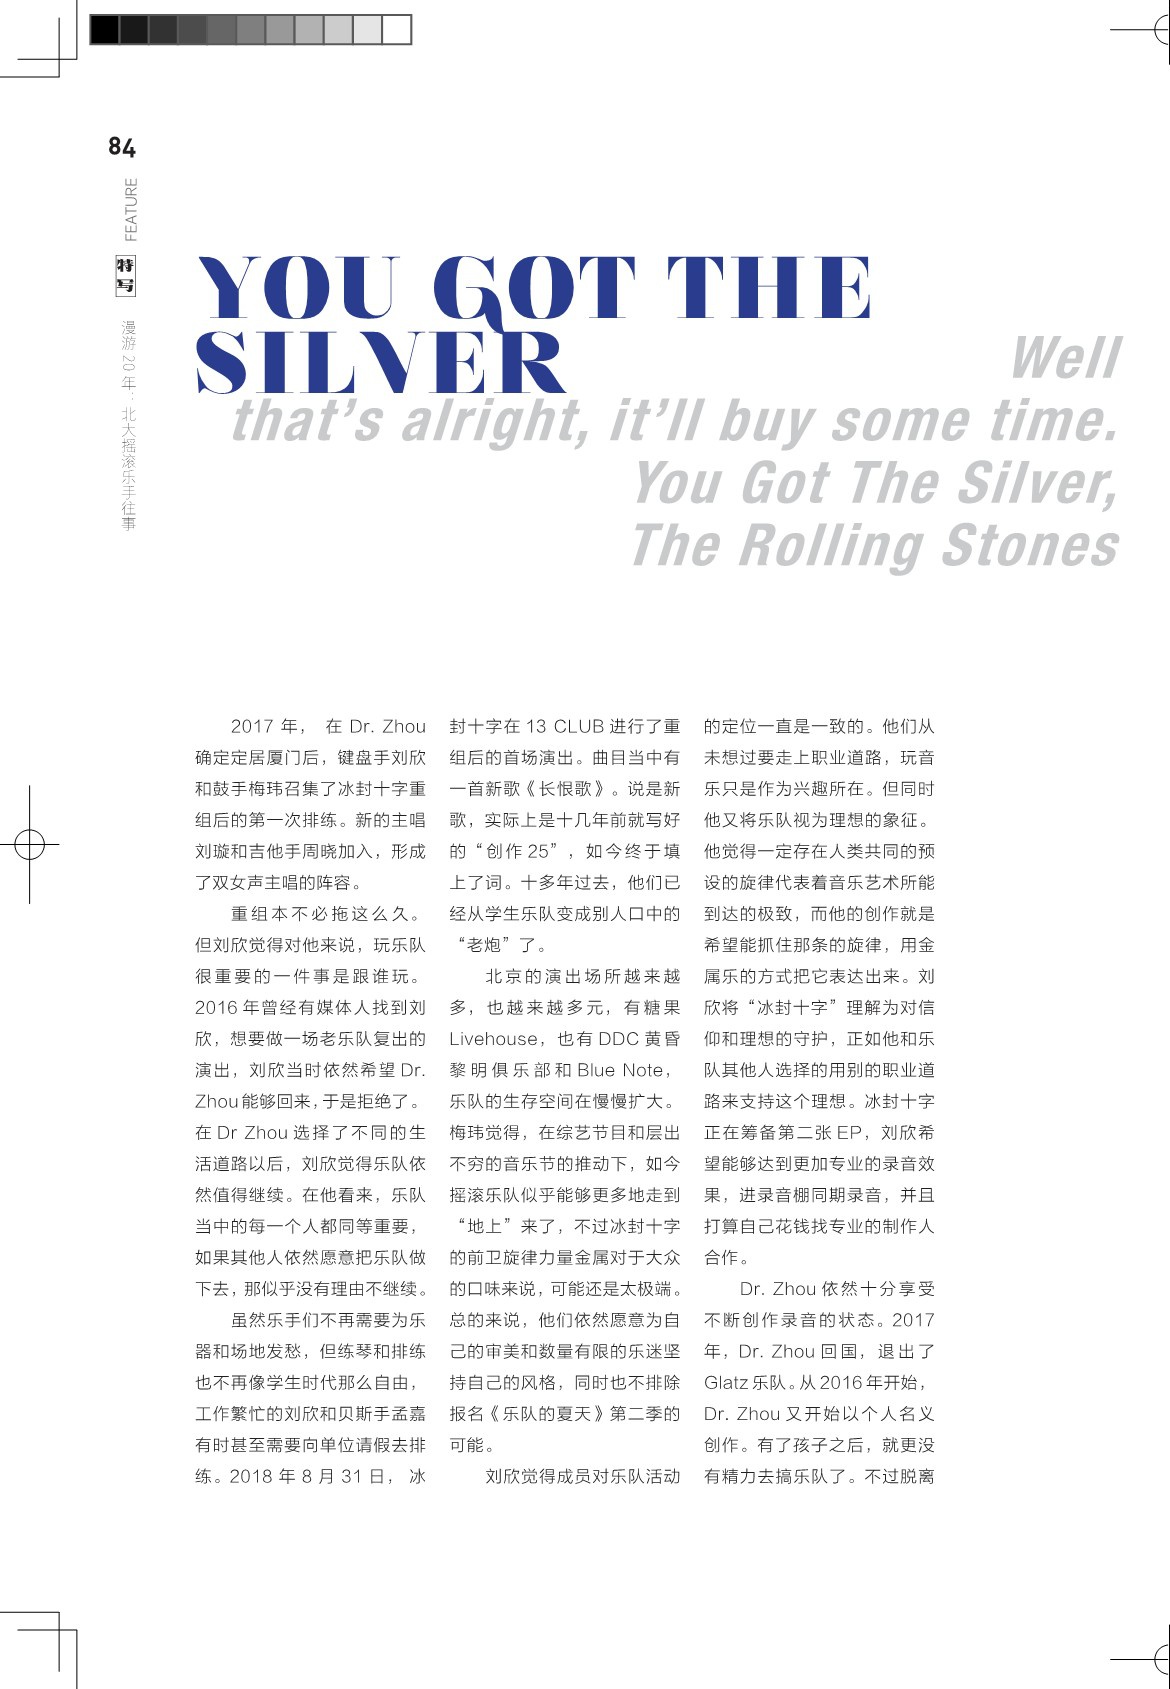 84
FEATURE
特写
漫游 20 年：北大摇滚乐手往事
YOU GOT THE
SILVER
Well
that’s alright, it’ll buy some time.
You Got The Silver,
The Rolling Stones
2017 年， 在 Dr. Zhou
确定定居厦门后，键盘手刘欣
和鼓手梅玮召集了冰封十字重
组后的第一次排练。新的主唱
刘璇和吉他手周晓加入，形成
了双女声主唱的阵容。
重组本不必拖这么久。
但刘欣觉得对他来说，玩乐队
很重要的一件事是跟谁玩。
2016 年曾经有媒体人找到刘
欣，想要做一场老乐队复出的
演出，刘欣当时依然希望 Dr.
Zhou 能够回来，于是拒绝了。
在 Dr Zhou 选择了不同的生
活道路以后，刘欣觉得乐队依
然值得继续。在他看来，乐队
当中的每一个人都同等重要，
如果其他人依然愿意把乐队做
下去，那似乎没有理由不继续。
虽然乐手们不再需要为乐
器和场地发愁，但练琴和排练
也不再像学生时代那么自由，
工作繁忙的刘欣和贝斯手孟嘉
有时甚至需要向单位请假去排
练。2018 年 8 月 31 日， 冰
封十字在 13 CLUB 进行了重
组后的首场演出。曲目当中有
一首新歌《长恨歌》。说是新
歌，实际上是十几年前就写好
的“创作 25”，如今终于填
上了词。十多年过去，他们已
经从学生乐队变成别人口中的
“老炮”了。
北京的演出场所越来越
多，也越来越多元，有糖果
Livehouse，也有 DDC 黄昏
黎明俱乐部和 Blue Note，
乐队的生存空间在慢慢扩大。
梅玮觉得，在综艺节目和层出
不穷的音乐节的推动下，如今
摇滚乐队似乎能够更多地走到
“地上”来了，不过冰封十字
的前卫旋律力量金属对于大众
的口味来说，可能还是太极端。
总的来说，他们依然愿意为自
己的审美和数量有限的乐迷坚
持自己的风格，同时也不排除
报名《乐队的夏天》第二季的
可能。
刘欣觉得成员对乐队活动
的定位一直是一致的。他们从
未想过要走上职业道路，玩音
乐只是作为兴趣所在。但同时
他又将乐队视为理想的象征。
他觉得一定存在人类共同的预
设的旋律代表着音乐艺术所能
到达的极致，而他的创作就是
希望能抓住那条的旋律，用金
属乐的方式把它表达出来。刘
欣将“冰封十字”理解为对信
仰和理想的守护，正如他和乐
队其他人选择的用别的职业道
路来支持这个理想。冰封十字
正在筹备第二张 EP，刘欣希
望能够达到更加专业的录音效
果，进录音棚同期录音，并且
打算自己花钱找专业的制作人
合作。
Dr. Zhou 依然十分享受
不断创作录音的状态。2017
年，Dr. Zhou 回国，退出了
Glatz 乐队。从 2016 年开始，
Dr. Zhou 又开始以个人名义
创作。有了孩子之后，就更没
有精力去搞乐队了。不过脱离